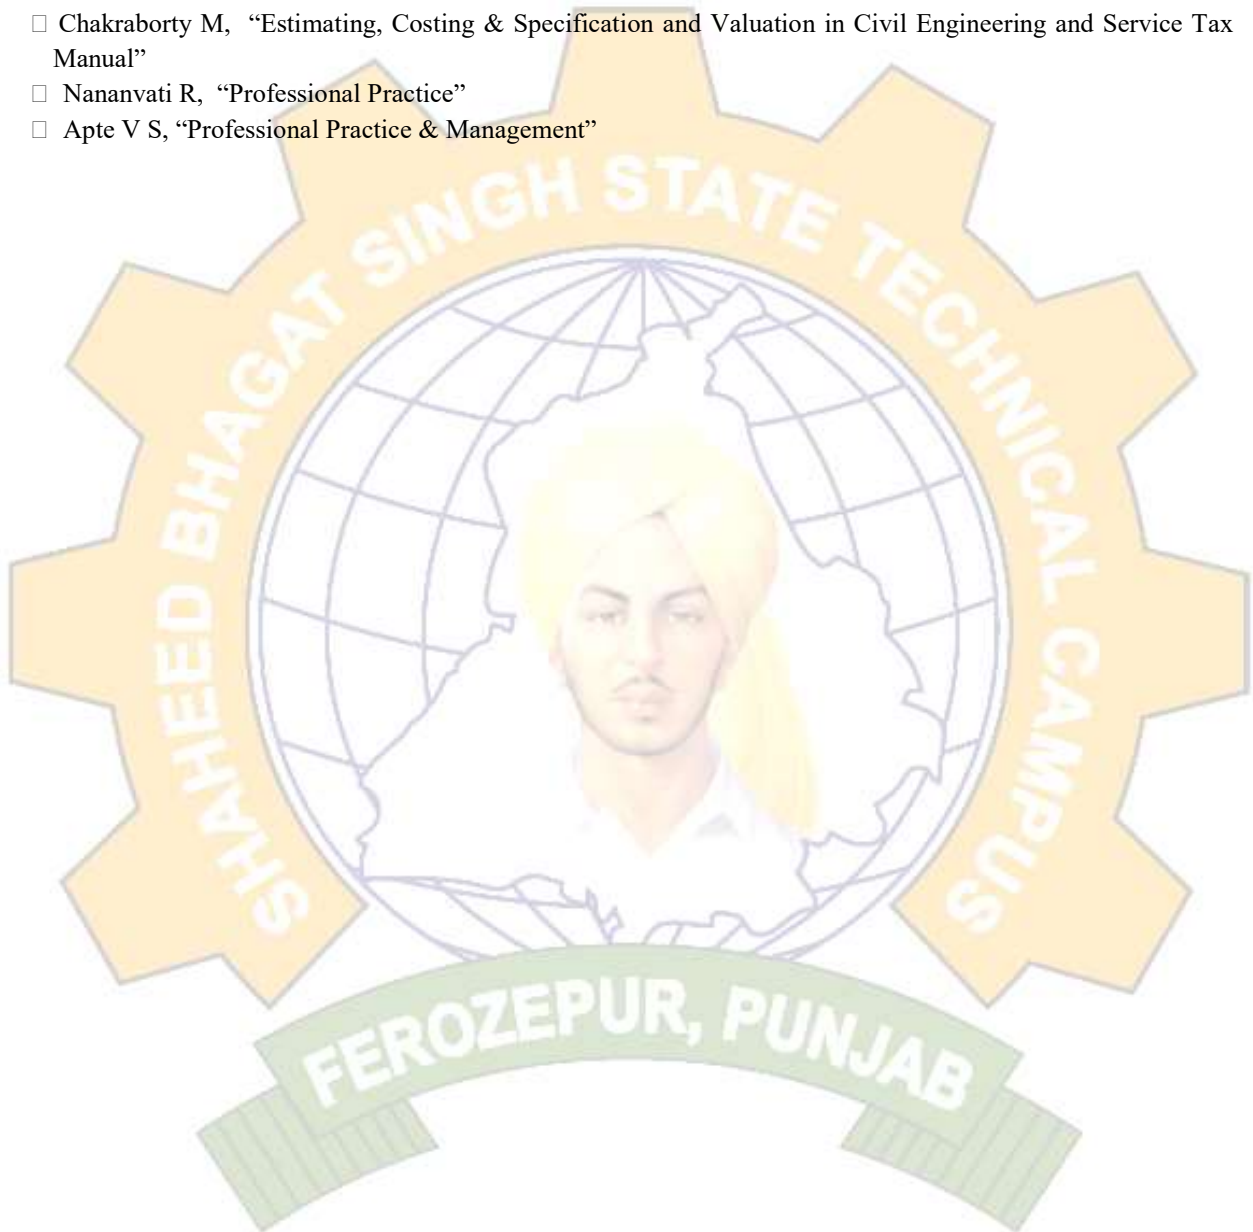 □ Chakraborty M, “Estimating, Costing & Specification and Valuation in Civil Engineering and Service Tax
Manual”
□ Nananvati R, “Professional Practice”
□ Apte V S, “Professional Practice & Management”
SHAHEED BHAGAT SINGH STATE TECHNICAL CAMPUS
FEROZEPUR, PUNJAB